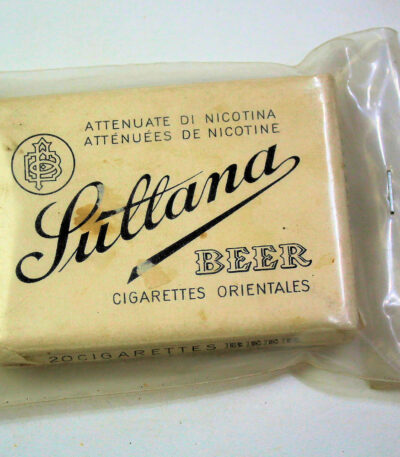 ATTENUATE DI NICOTINA
ATTÉNUÉES DE NICOTINE
Sultana
BEER
CIGARETTES ORIENTALES
20 CIGARETTES